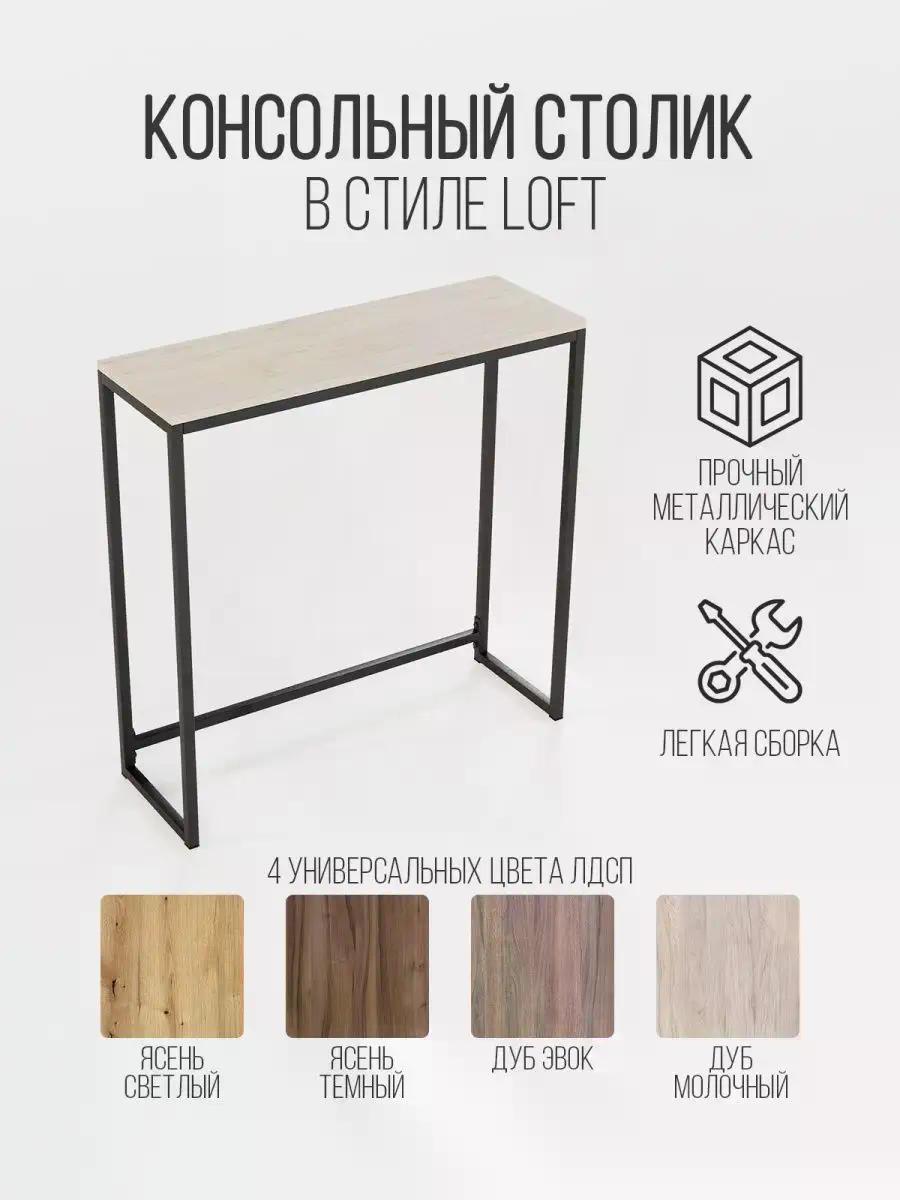 КОНСОЛЬНЫЙ СТОЛИК
В СТИЛЕ LOFT
ПРОЧНЫЙ
МЕТАЛЛИЧЕСКИЙ
КАРКАС
ЛЕГКАЯ СБОРКА
4 УНИВЕРСАЛЬНЫХ ЦВЕТА ЛДСП
ЯСЕНЬ
СВЕТЛЫЙ
ЯСЕНЬ
ТЕМНЫЙ
ДУБ ЭВОК
ДУБ
МОЛОЧНЫЙ